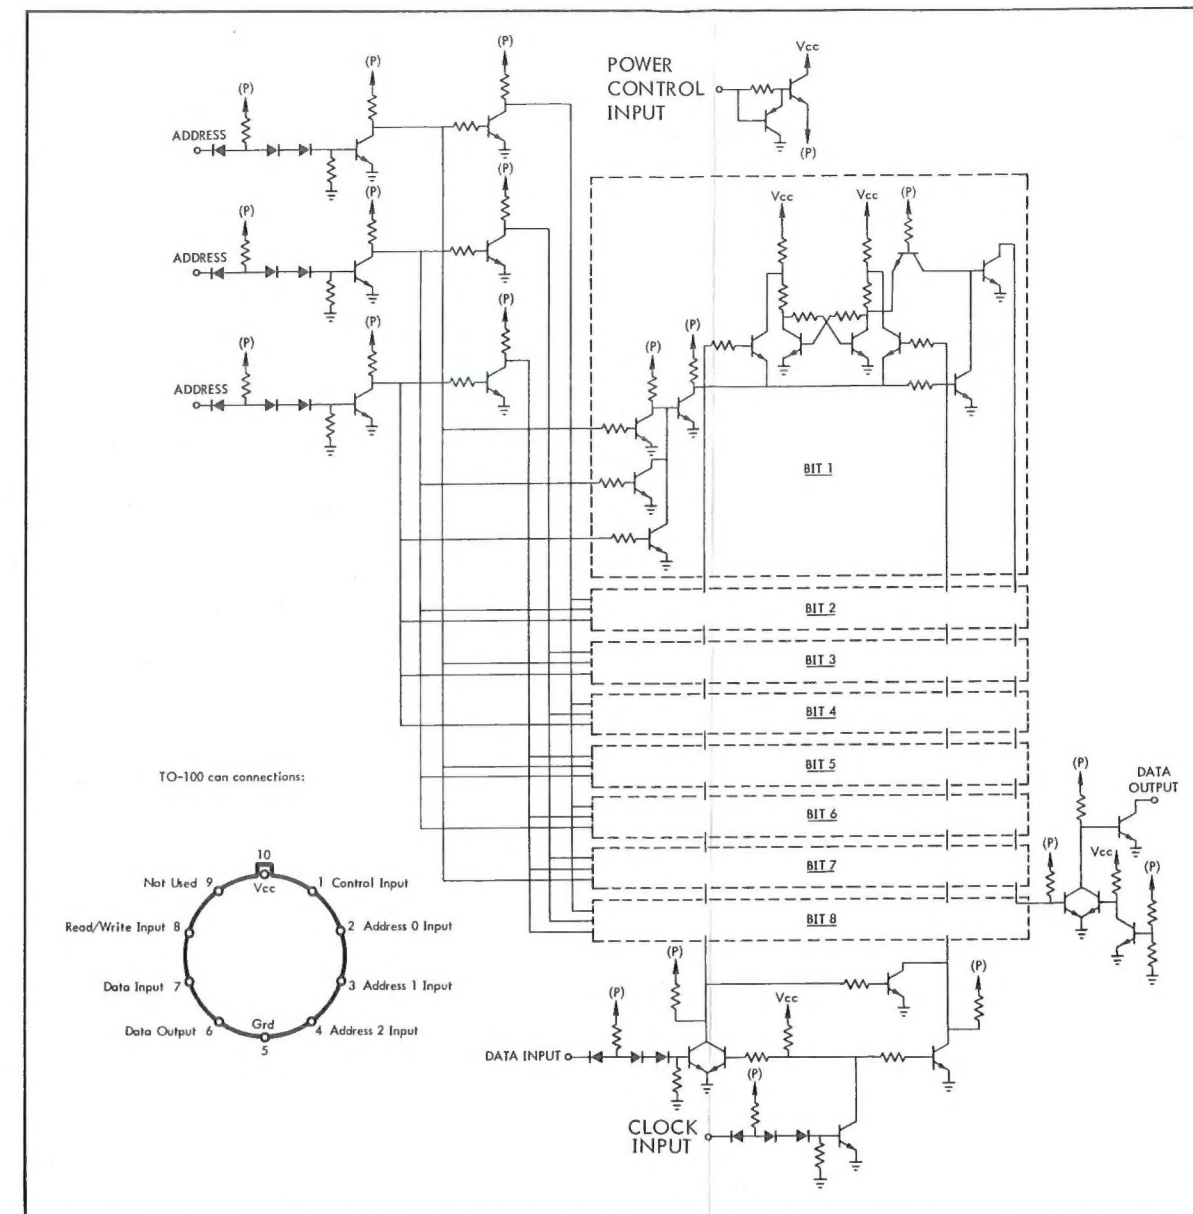 (P)
(P)
(P)
ADDRESS
(P)
(P)
(P)
ADDRESS
(P)
(P)
(P)
ADDRESS
POWER
CONTROL
INPUT
Vcc
(P)
Vcc
Vcc
(P)
(P)
(P)
BIT 1
BIT 2
BIT 3
BIT 4
BIT 5
BIT 6
BIT 7
BIT 8
(P)
DATA
OUTPUT
(P)
Vcc
(P)
TO-100 can connections:
10
Vcc
Not Used 9
1 Control Input
Read/Write Input 8
2 Address 0 Input
Data Input 7
3 Address 1 Input
Data Output 6
Grd
5
4 Address 2 Input
(P)
(P)
(P)
Vcc
DATA INPUT
(P)
CLOCK
INPUT